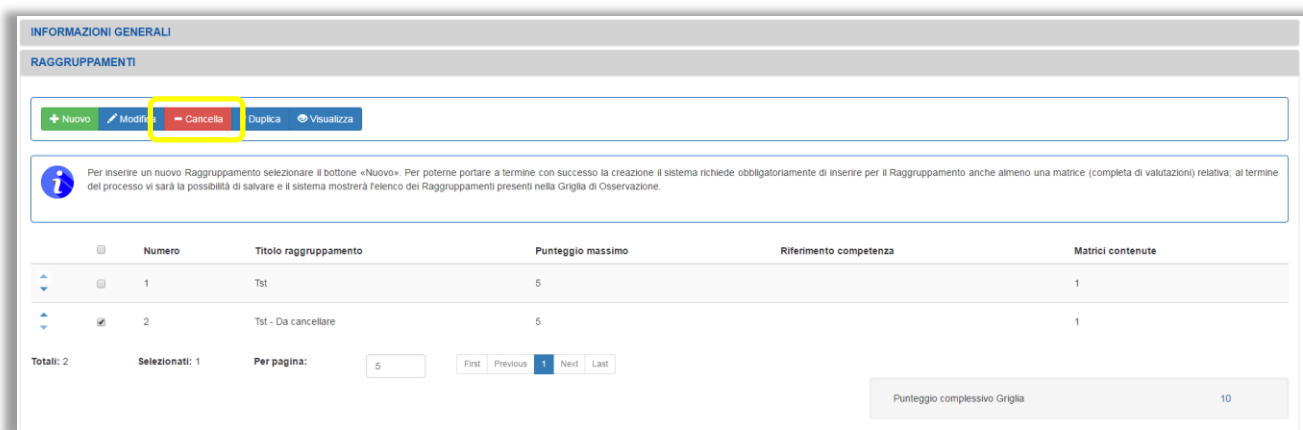 INFORMAZIONI GENERALI
RAGGRUPPAMENTI
Nuovo Modifica Cancella Duplica Visualizza
Per inserire un nuovo Raggruppamento selezionare il bottone «Nuovo». Per poterne portare a termine con successo la creazione il sistema richiede obbligatoriamente di inserire per il Raggruppamento anche almeno una matrice (completa di valutazioni) relativa; al termine
del processo vi sarà la possibilità di salvare e il sistema mostrerà l'elenco dei Raggruppamenti presenti nella Griglia di Osservazione.
Numero Titolo raggruppamento Punteggio massimo Riferimento competenza Matrici contenute
1 Tst 5 1
2 Tst - Da cancellare 5 1
Totali: 2 Selezionati: 1 Per pagina: 5 First Previous 1 Next Last
Punteggio complessivo Griglia 10